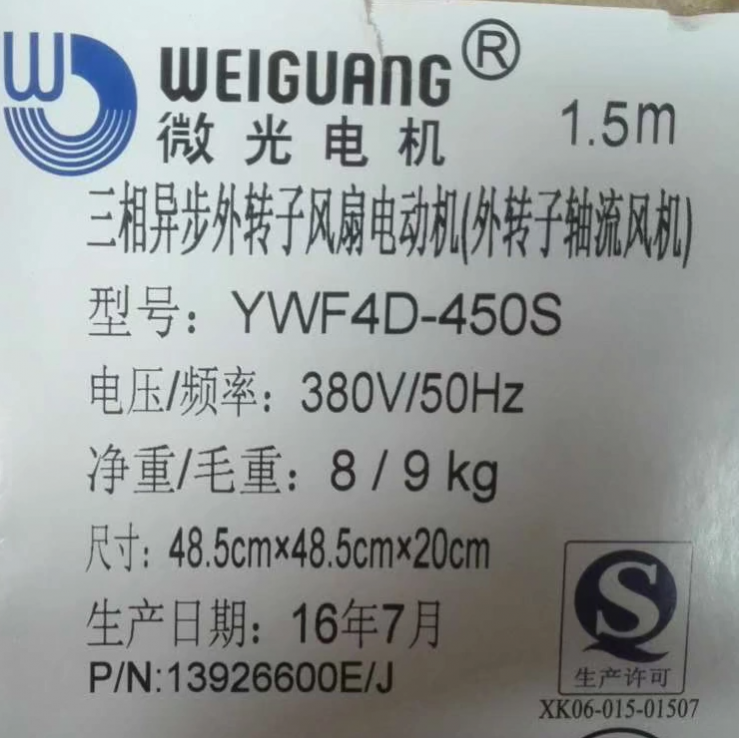 W
WEIGUANG®
微光电机
1.5m
三相异步外转子风扇电动机(外转子轴流风机)
型号：YWF4D-450S
电压/频率：380V/50Hz
净重/毛重：8 / 9 kg
尺寸：48.5cm×48.5cm×20cm
生产日期：16年7月
P/N:13926600E/J
S
生产许可
XK06-015-01507